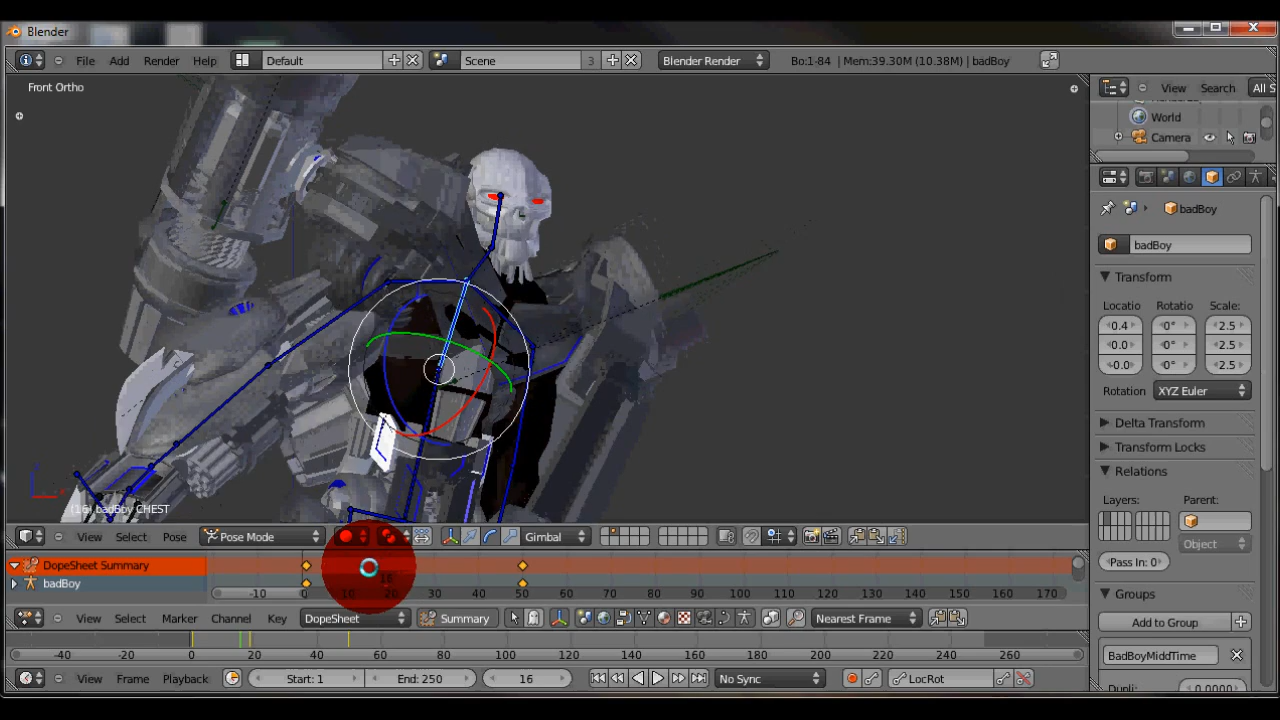 Blender
File Add Render Help Default Scene 3 Blender Render Bo:1-84 | Mem:39.30M (10.38M) | badBoy
Front Ortho
View Search All S
World
Camera
badBoy
badBoy
Transform
Locatio Rotatio Scale:
0.4 0° 2.5
0.0 0° 2.5
0.0 0° 2.5
Rotation XYZ Euler
Delta Transform
Transform Locks
Relations
Layers: Parent:
Object
Pass In: 0
Groups
Add to Group
BadBoyMiddTime
Dupli: 0.0000
(16) badBoy CHEST
View Select Pose Pose Mode Gimbal
DopeSheet Summary
badBoy
16
-10 0 10 20 30 40 50 60 70 80 90 100 110 120 130 140 150 160 170
View Select Marker Channel Key DopeSheet Summary Nearest Frame
-40 -20 0 20 40 60 80 100 120 140 160 180 200 220 240 260
View Frame Playback Start: 1 End: 250 16 No Sync LocRot